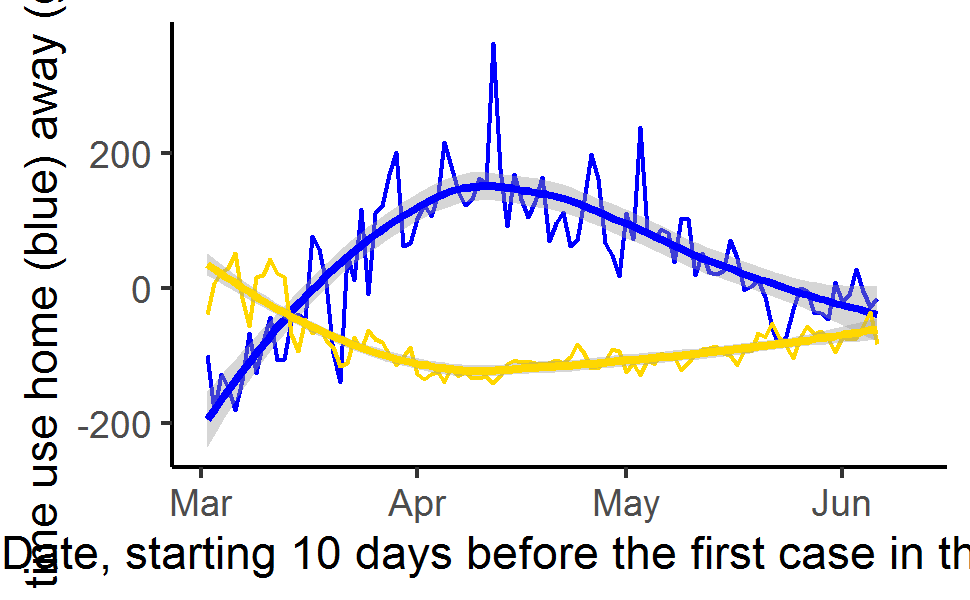 time use home (blue) away (
200
0
-200
Mar Apr May Jun
Date, starting 10 days before the first case in th